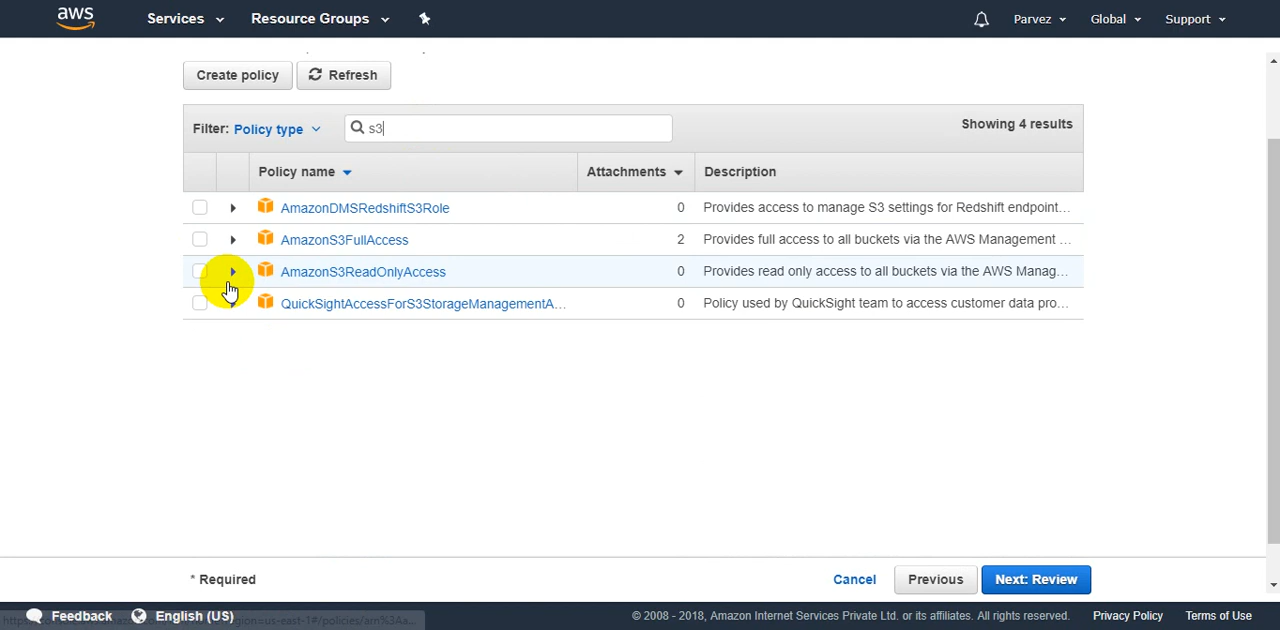 aws Services Resource Groups Parvez Global Support
Create policy Refresh
Filter: Policy type s3 Showing 4 results
Policy name Attachments Description
AmazonDMSRedshiftS3Role 0 Provides access to manage S3 settings for Redshift endpoint...
AmazonS3FullAccess 2 Provides full access to all buckets via the AWS Management ...
AmazonS3ReadOnlyAccess 0 Provides read only access to all buckets via the AWS Manag...
QuickSightAccessForS3StorageManagementA... 0 Policy used by QuickSight team to access customer data pro...
* Required Cancel Previous Next: Review
Feedback English (US) © 2008 - 2018, Amazon Internet Services Private Ltd. or its affiliates. All rights reserved. Privacy Policy Terms of Use